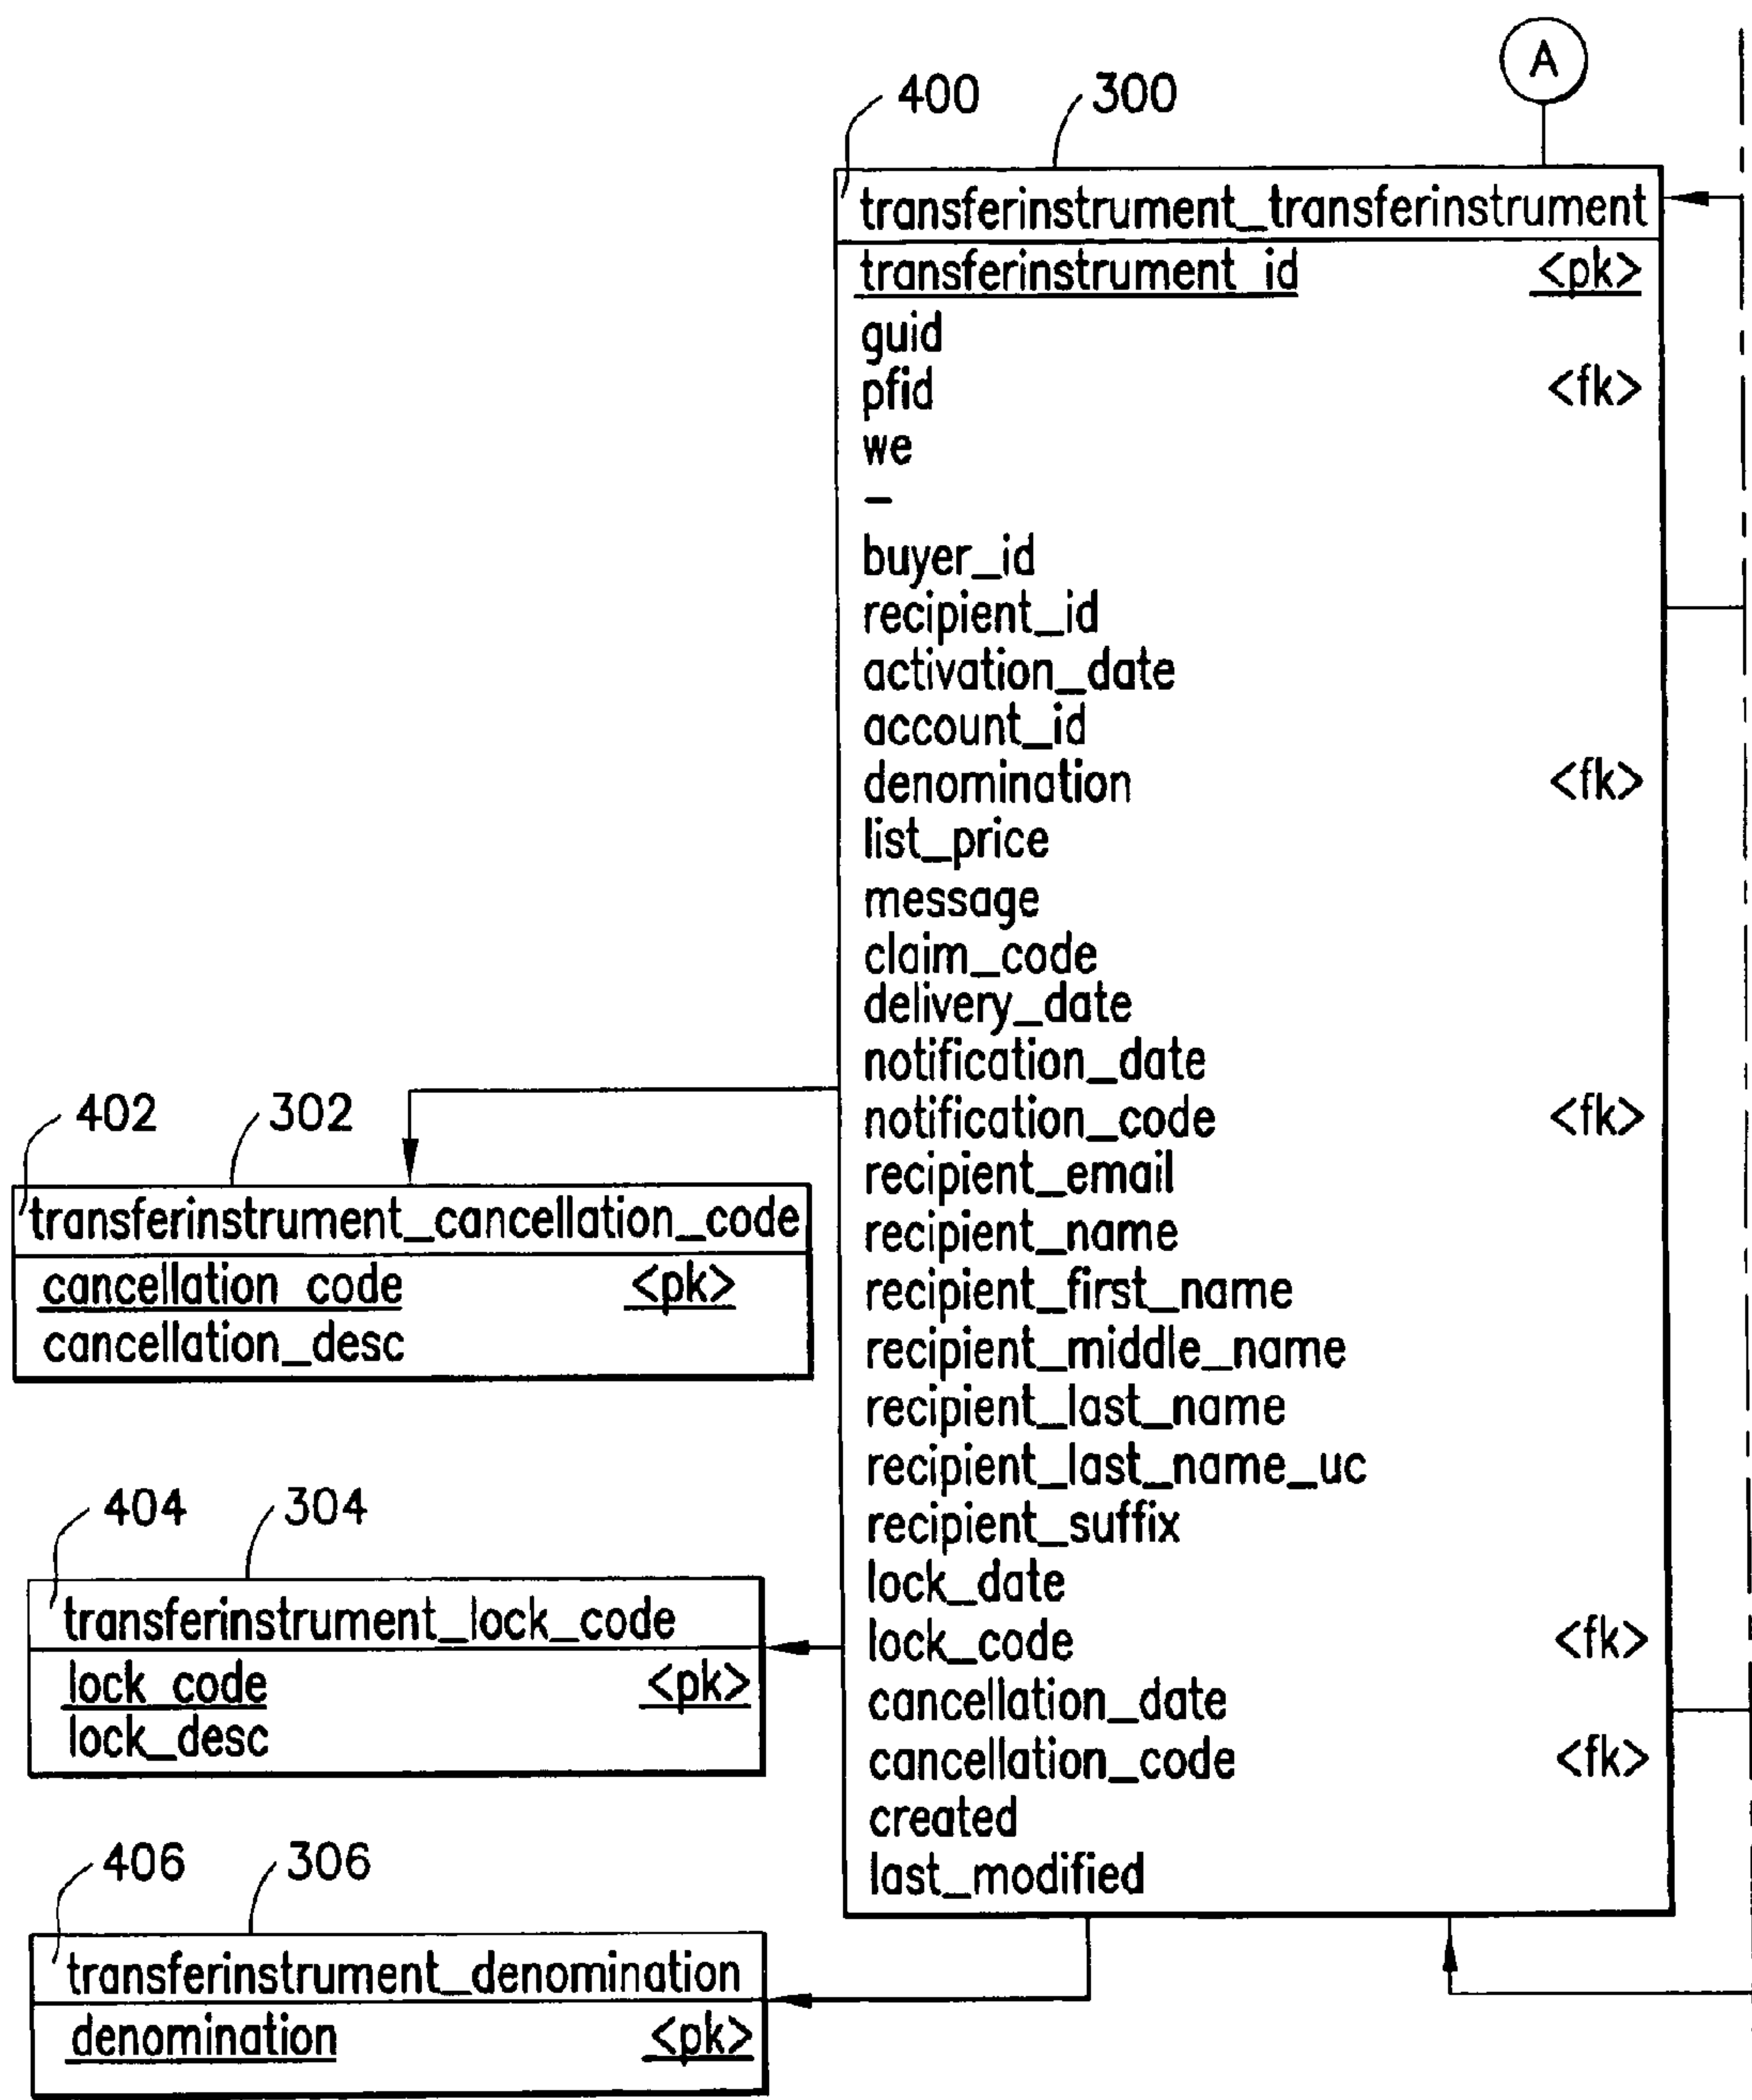 A
400
300
transferinstrument_transferinstrument
transferinstrument_id <pk>
guid
pfid <fk>
we
–
buyer_id
recipient_id
activation_date
account_id
denomination <fk>
list_price
message
claim_code
delivery_date
notification_date
notification_code <fk>
recipient_email
recipient_name
recipient_first_name
recipient_middle_name
recipient_last_name
recipient_last_name_uc
recipient_suffix
lock_date
lock_code <fk>
cancellation_date
cancellation_code <fk>
created
last_modified
402
302
transferinstrument_cancellation_code
cancellation_code <pk>
cancellation_desc
404
304
transferinstrument_lock_code
lock_code <pk>
lock_desc
406
306
transferinstrument_denomination
denomination <pk>